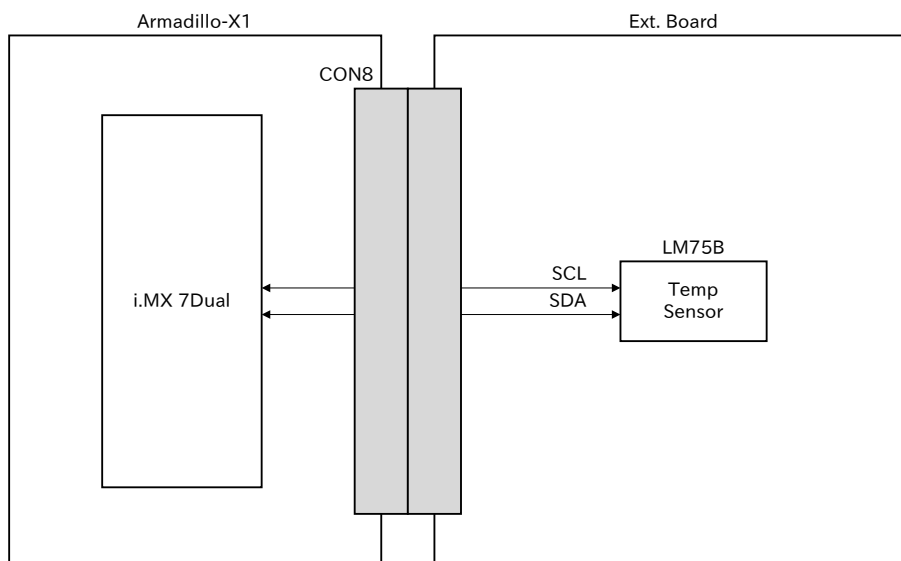 Armadillo-X1
Ext. Board
CON8
LM75B
SCL
i.MX 7Dual
SDA
Temp
Sensor